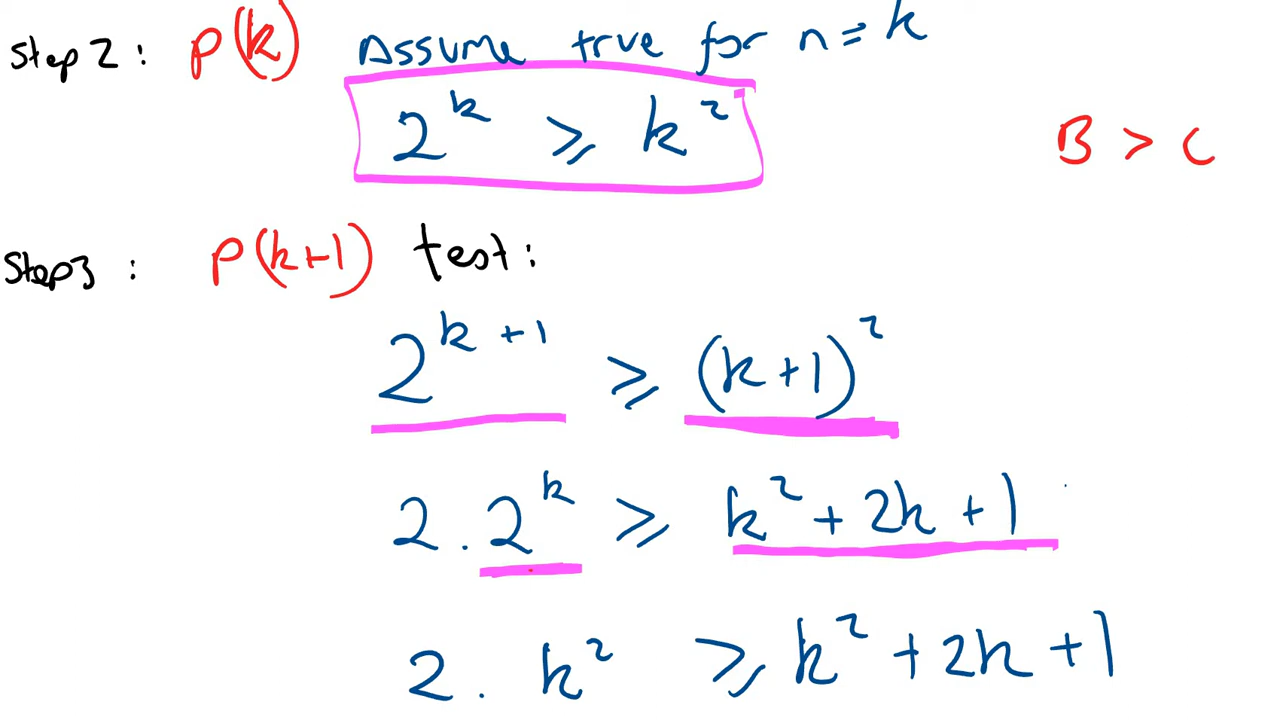 Step 2 : P(k) Assume true for n = k
2^k ≥ k^2
B > C
Step 3 : P(k+1) test:
2^{k+1} ≥ (k+1)^2
2 . 2^k ≥ k^2 + 2k + 1
2 . k^2 ≥ k^2 + 2k + 1